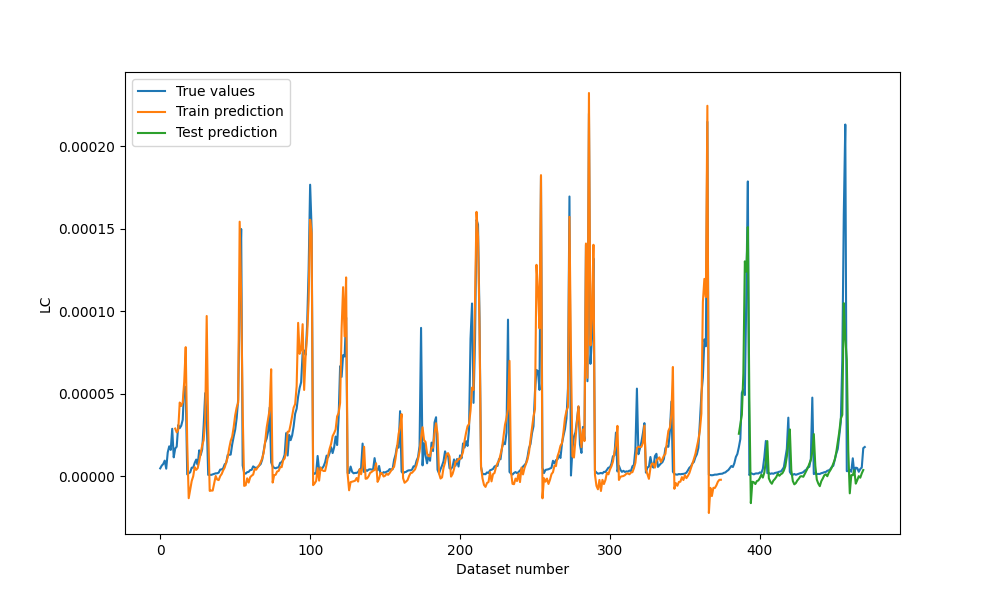 True values
Train prediction
Test prediction
0.00020
0.00015
0.00010
0.00005
0.00000
LC
0
100
200
300
400
Dataset number